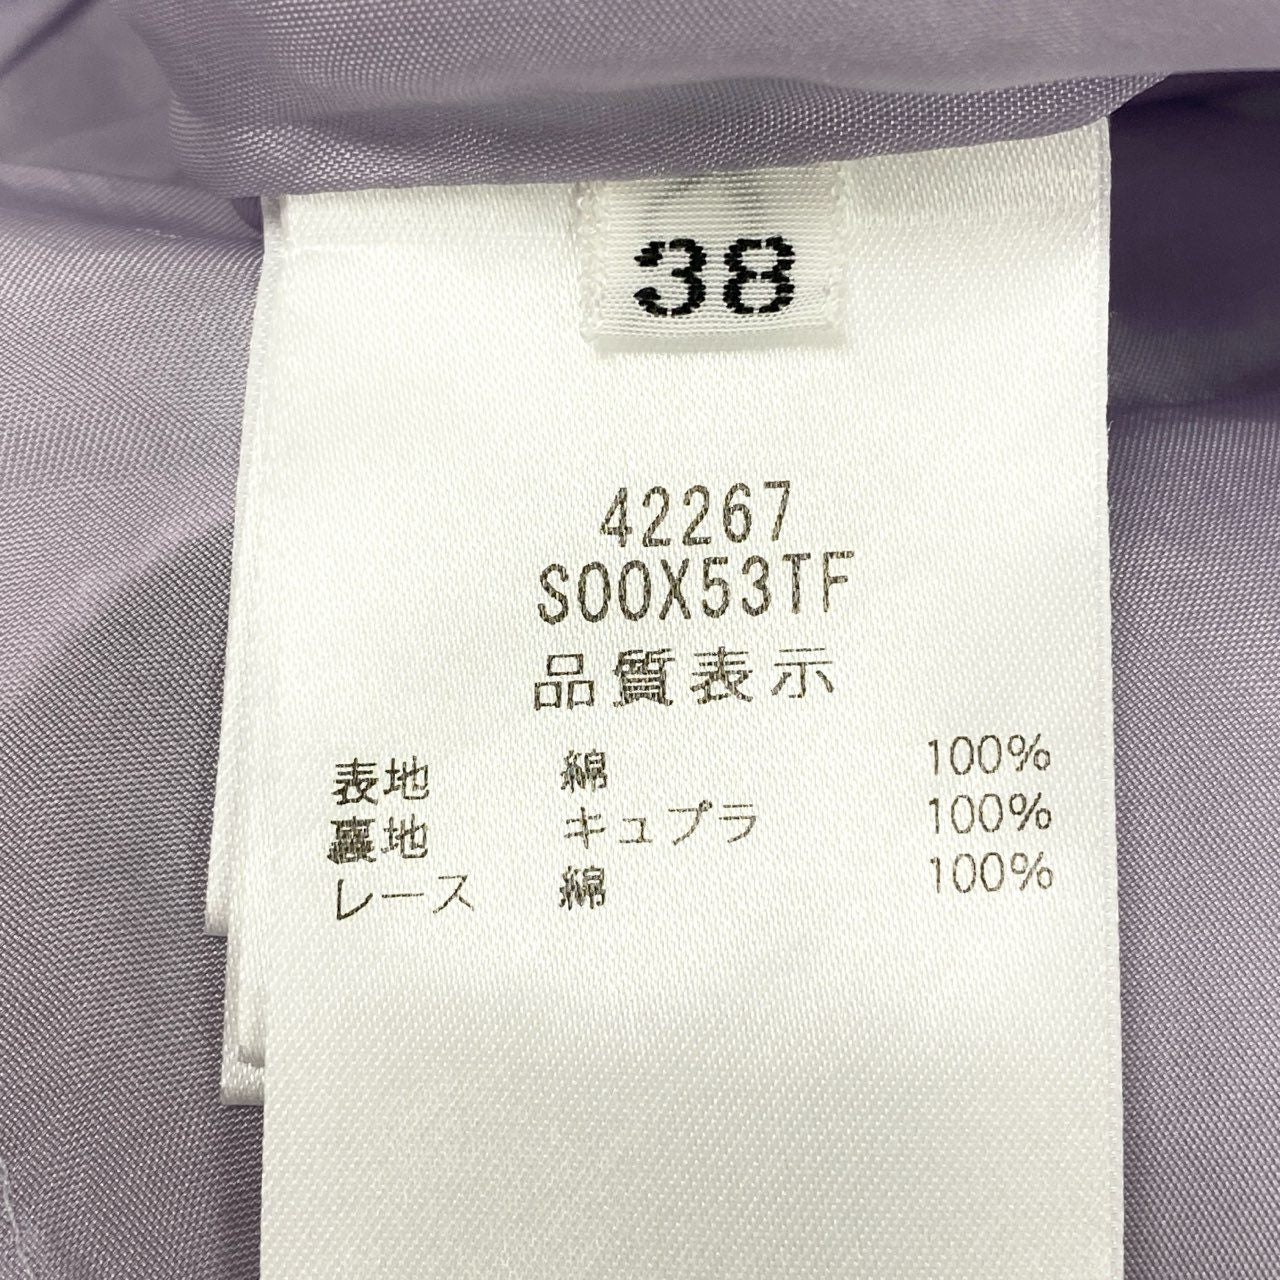 38
42267
S00X53TF
品質表示
表地 綿 100%
裏地 キュプラ 100%
レース 綿 100%